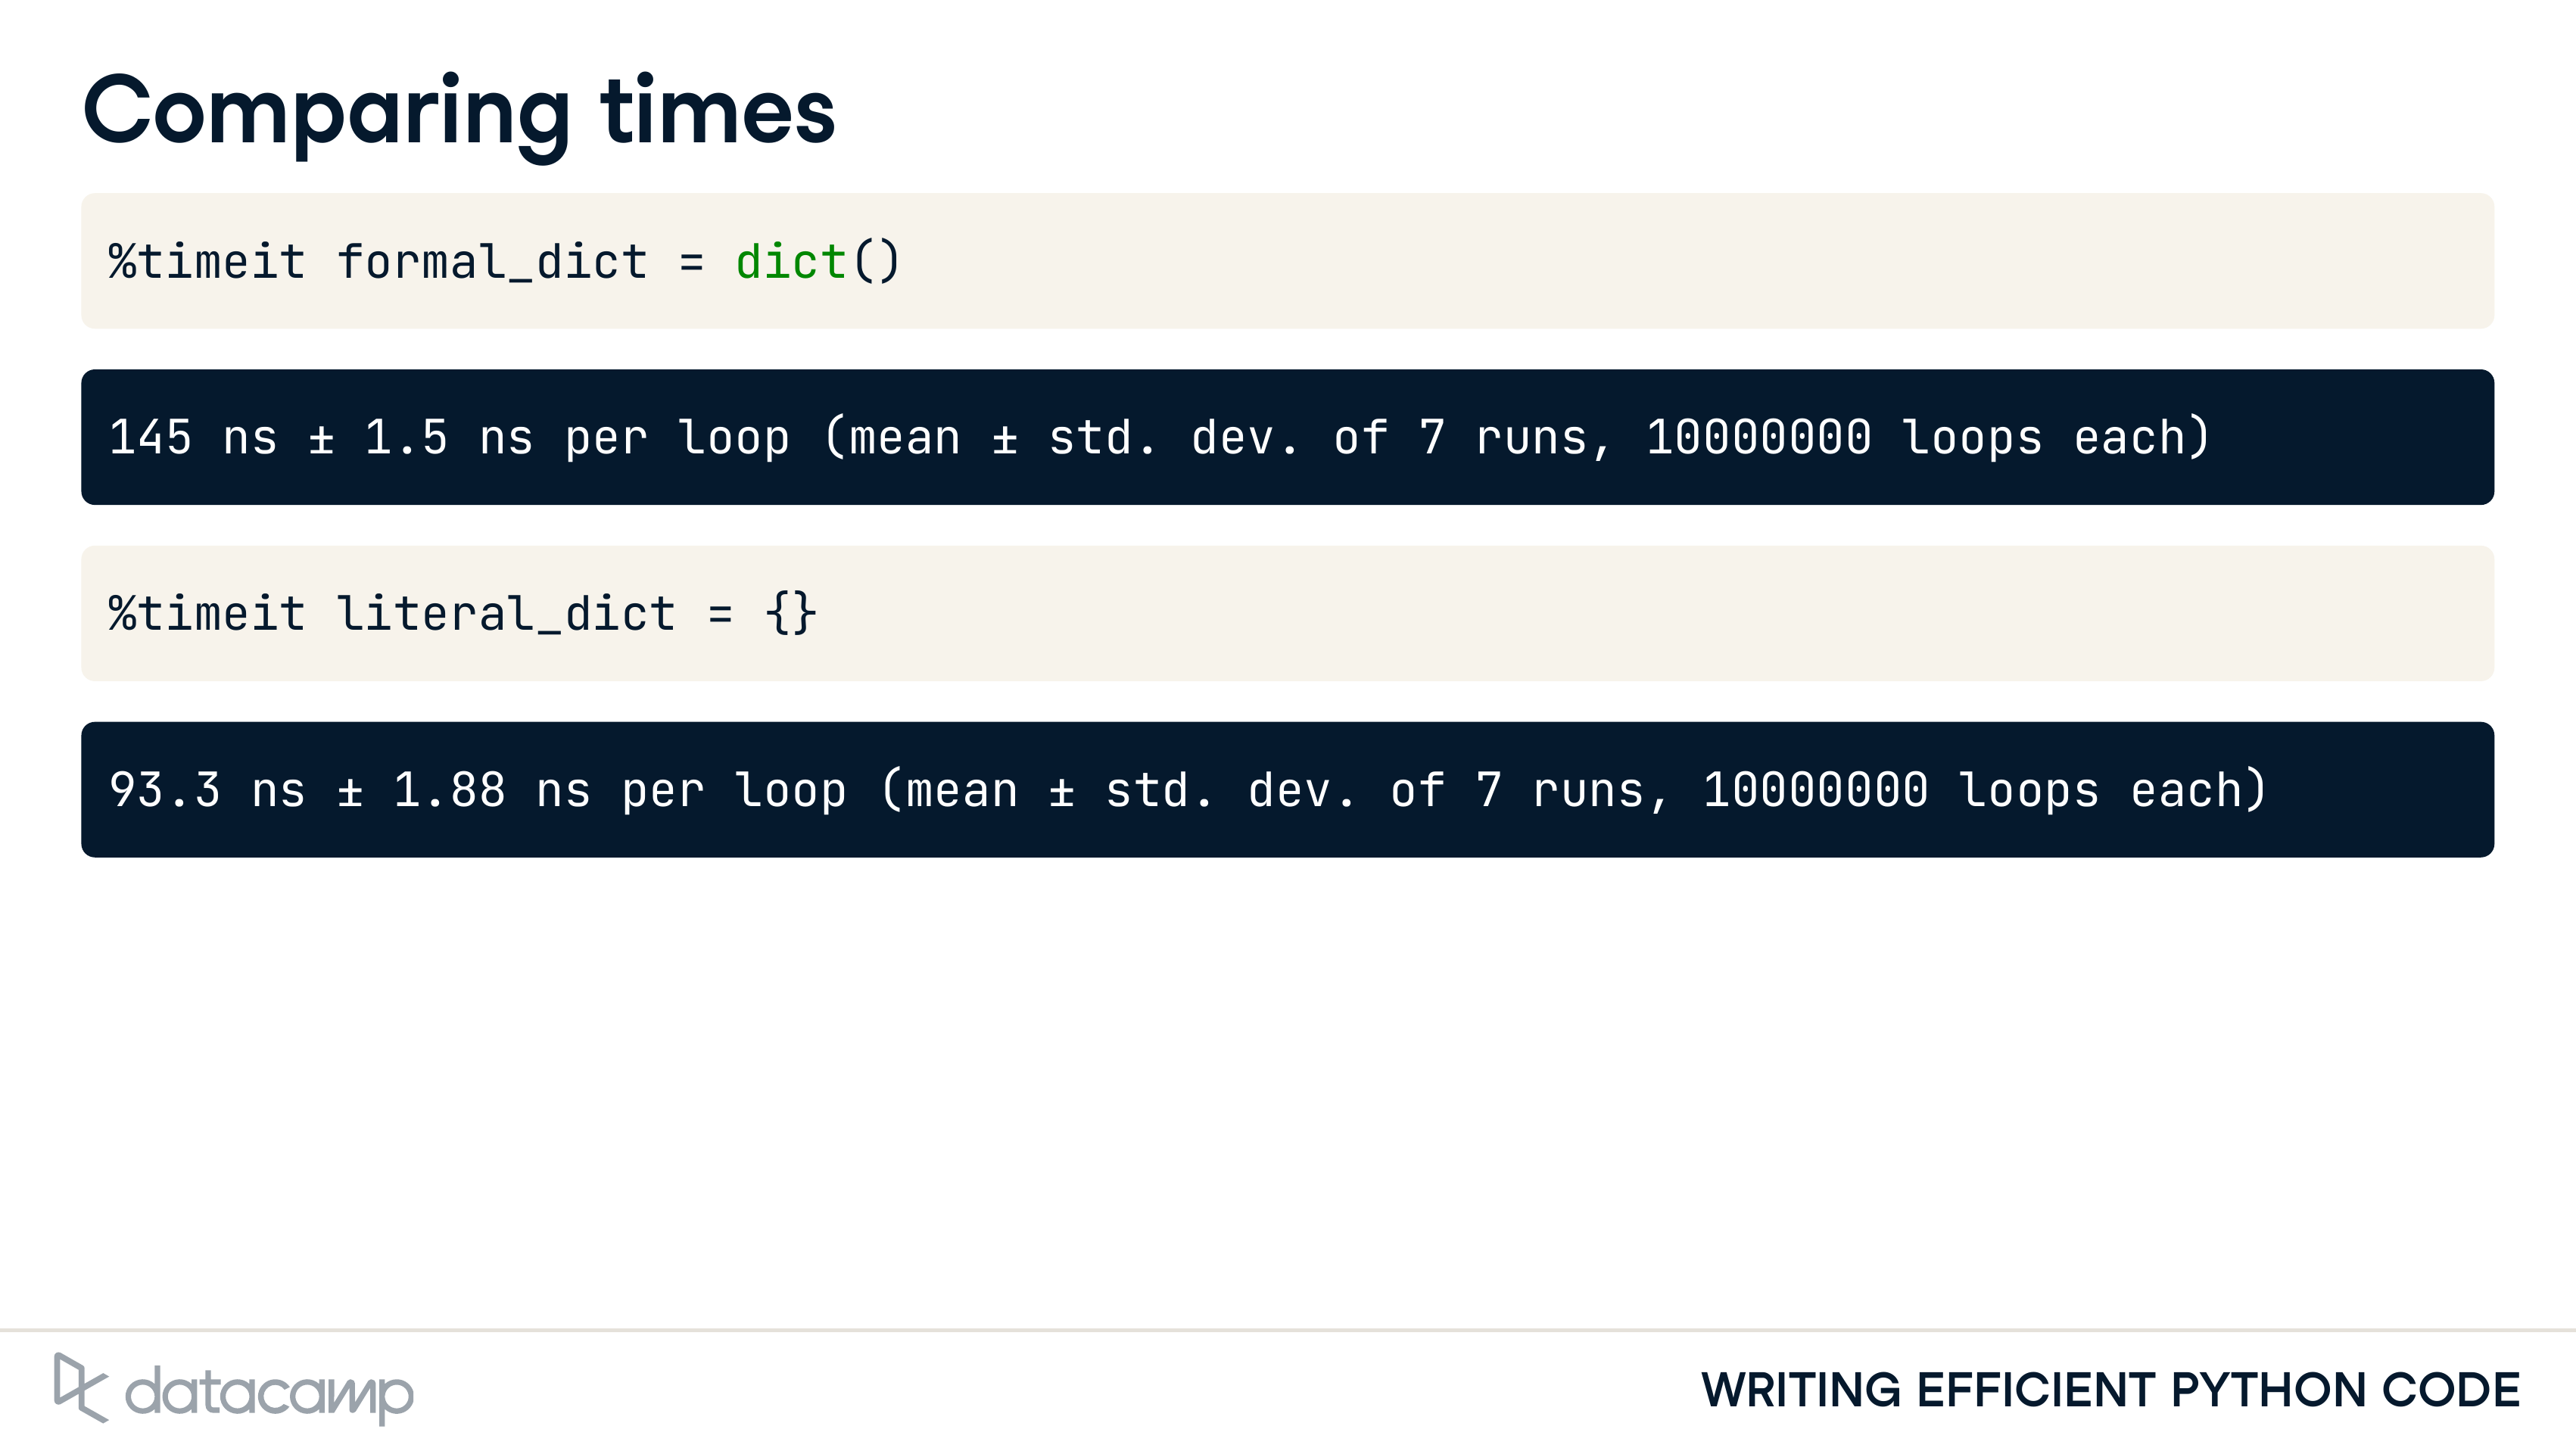 Comparing times
%timeit formal_dict = dict()
145 ns ± 1.5 ns per loop (mean ± std. dev. of 7 runs, 10000000 loops each)
%timeit literal_dict = {}
93.3 ns ± 1.88 ns per loop (mean ± std. dev. of 7 runs, 10000000 loops each)
datacamp
WRITING EFFICIENT PYTHON CODE